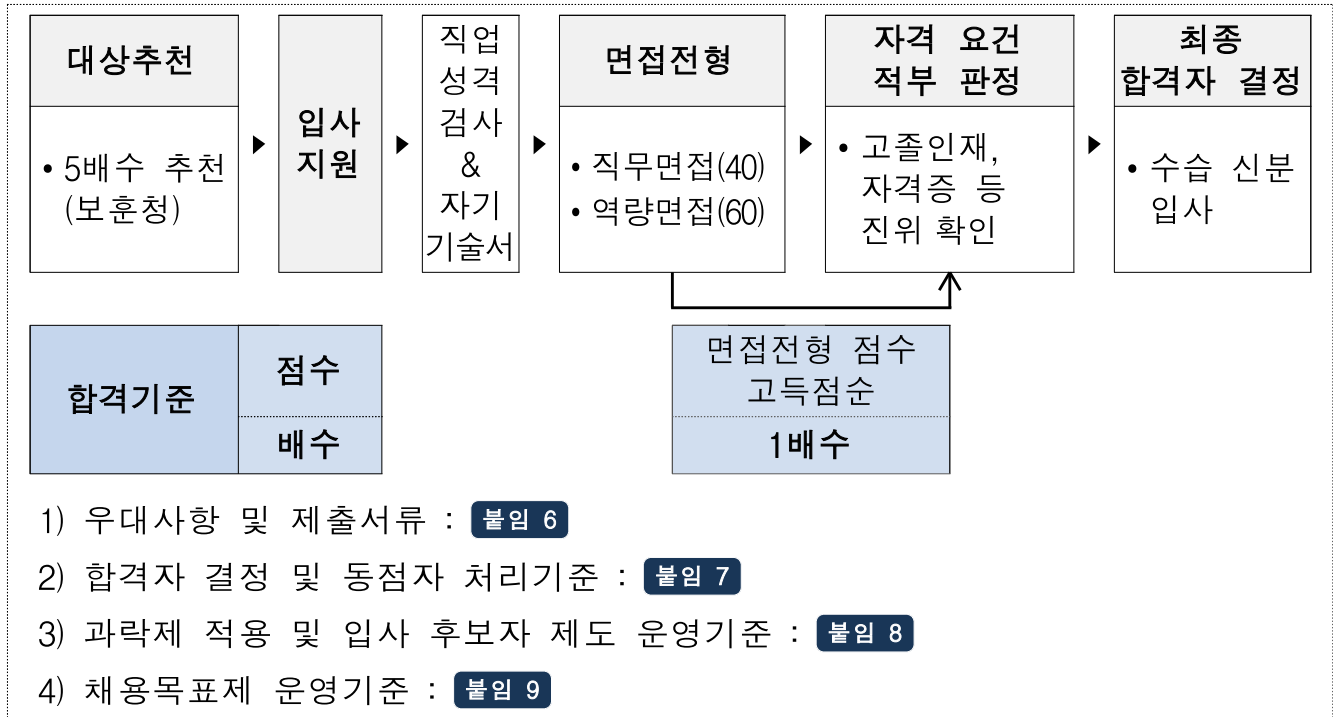 대상추천
• 5배수 추천
(보훈청)
입사
지원
직업
성격
검사
&
자기
기술서
면접전형
• 직무면접(40)
• 역량면접(60)
자격 요건
적부 판정
• 고졸인재,
자격증 등
진위 확인
최종
합격자 결정
• 수습 신분
입사
합격기준
점수
배수
면접전형 점수
고득점순
1배수
1) 우대사항 및 제출서류 : 붙임 6
2) 합격자 결정 및 동점자 처리기준 : 붙임 7
3) 과락제 적용 및 입사 후보자 제도 운영기준 : 붙임 8
4) 채용목표제 운영기준 : 붙임 9